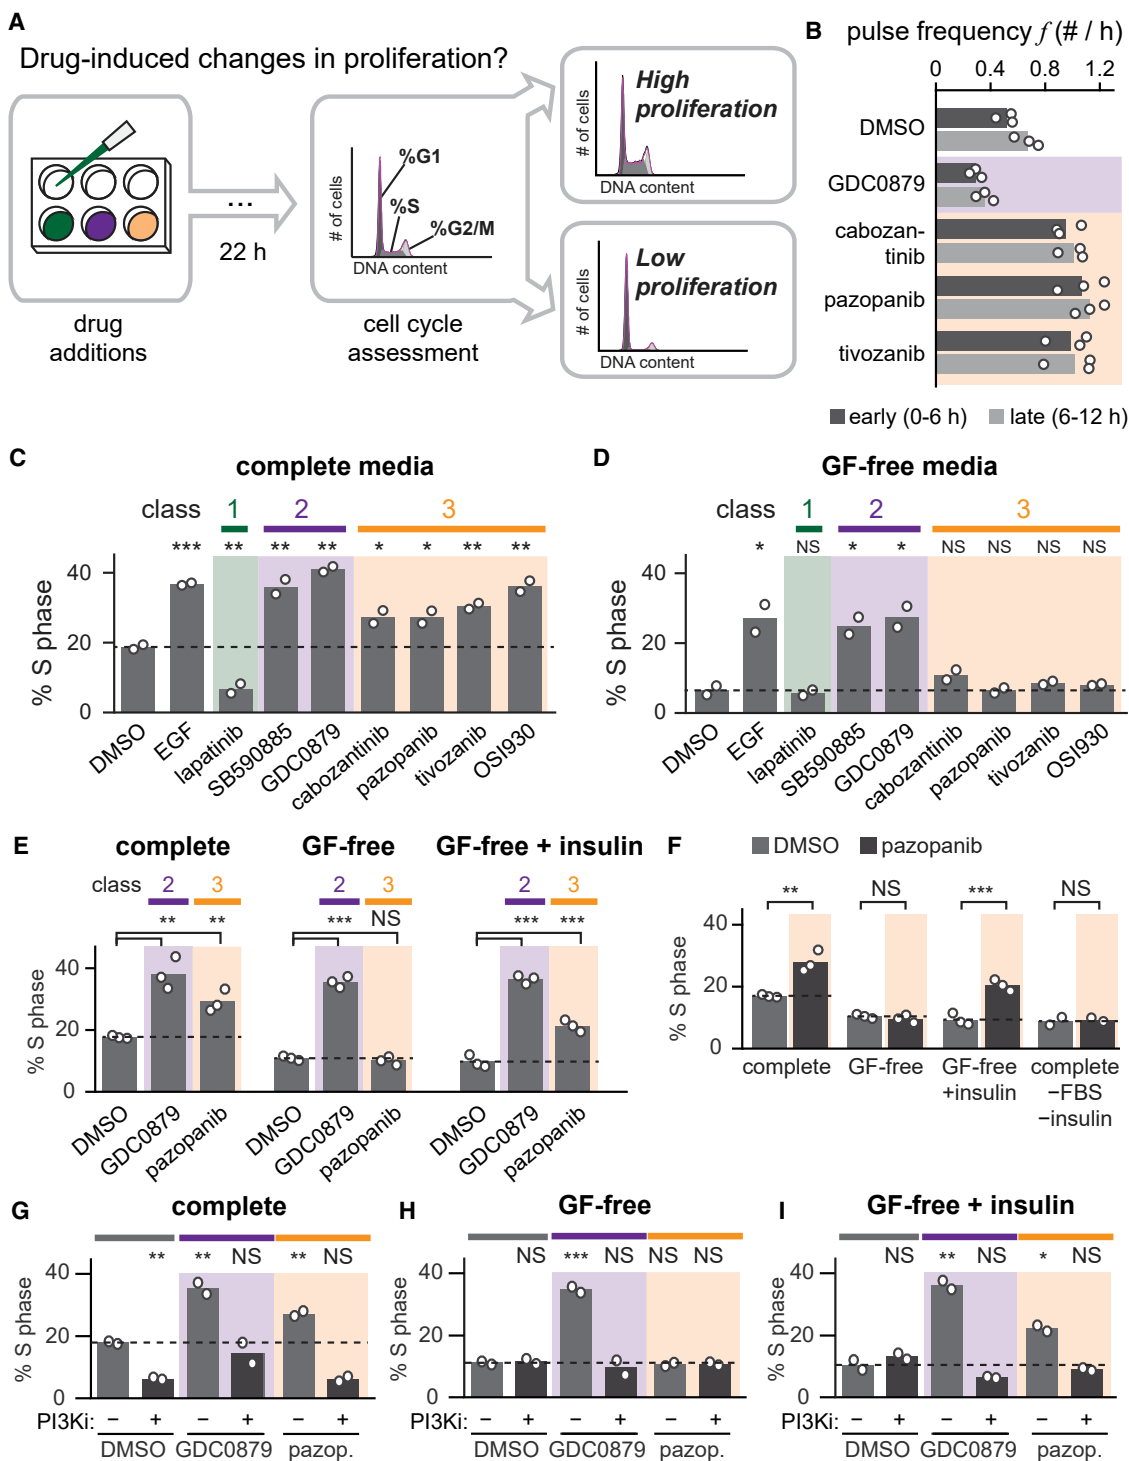 A
Drug-induced changes in proliferation?
drug
additions
...
22 h
# of cells
%G1
%S
%G2/M
DNA content
cell cycle
assessment
# of cells
High
proliferation
DNA content
# of cells
Low
proliferation
DNA content
B
pulse frequency f (# / h)
0 0.4 0.8 1.2
DMSO
GDC0879
cabozan-
tinib
pazopanib
tivozanib
early (0-6 h) late (6-12 h)
C
complete media
class 1 2 3
*** ** ** ** * * ** **
% S phase
40
20
0
DMSO
EGF
lapatinib
SB590885
GDC0879
cabozantinib
pazopanib
tivozanib
OSI930
D
GF-free media
class 1 2 3
* NS * * NS NS NS NS
% S phase
40
20
0
DMSO
EGF
lapatinib
SB590885
GDC0879
cabozantinib
pazopanib
tivozanib
OSI930
E
complete GF-free GF-free + insulin
class 2 3 2 3 2 3
** ** *** NS *** ***
% S phase
40
20
0
DMSO
GDC0879
pazopanib
DMSO
GDC0879
pazopanib
DMSO
GDC0879
pazopanib
F
DMSO pazopanib
** NS *** NS
% S phase
40
20
0
complete
GF-free
GF-free
+insulin
complete
−FBS
−insulin
G
complete
** ** NS ** NS
% S phase
40
20
0
PI3Ki: − + − + − +
DMSO GDC0879 pazop.
H
GF-free
NS *** NS NS NS
% S phase
40
20
0
PI3Ki: − + − + − +
DMSO GDC0879 pazop.
I
GF-free + insulin
NS ** NS * NS
% S phase
40
20
0
PI3Ki: − + − + − +
DMSO GDC0879 pazop.